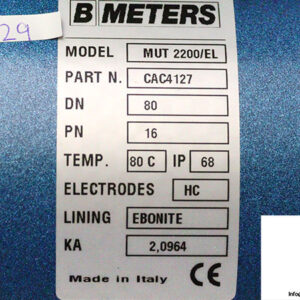 29
B METERS
MODEL MUT 2200/EL
PART N. CAC4127
DN 80
PN 16
TEMP. 80 C IP 68
ELECTRODES HC
LINING EBONITE
KA 2,0964
Made in Italy CE